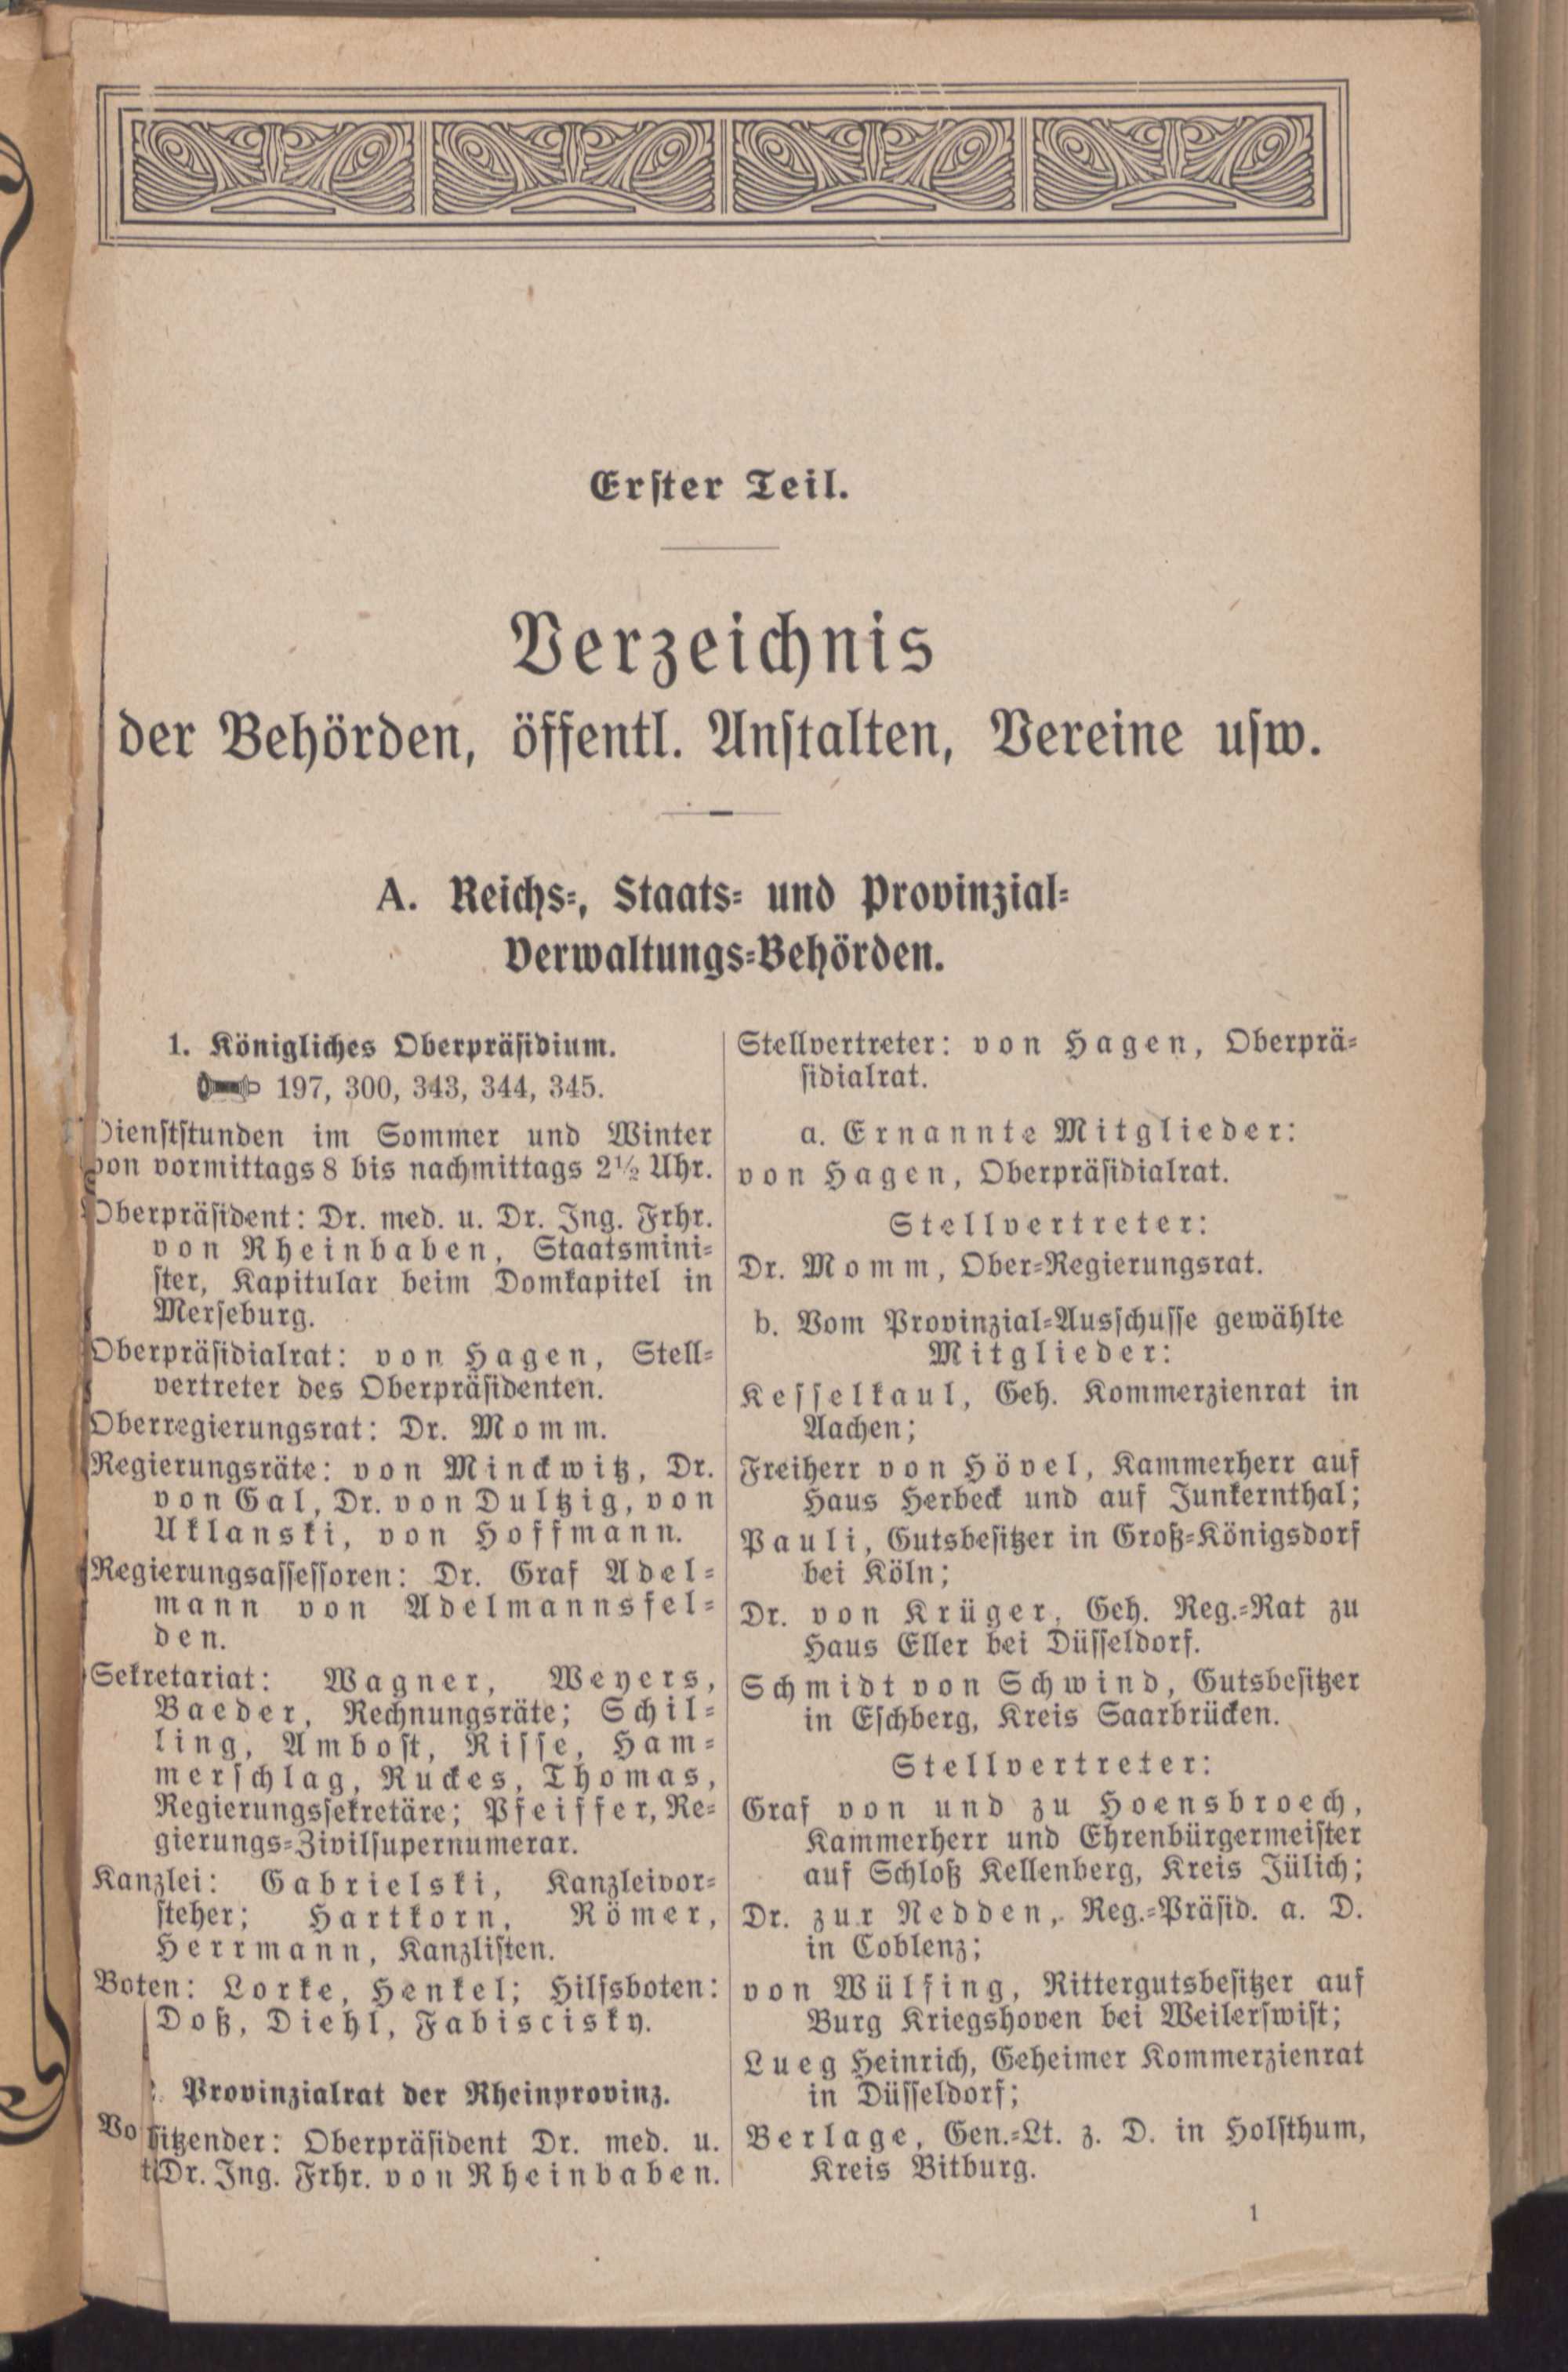 Erster Teil.
Verzeichnis
der Behörden, öffentl. Anstalten, Vereine usw.
A. Reichs-, Staats- und Provinzial-
Verwaltungs-Behörden.
1. Königliches Oberpräsidium.
197, 300, 343, 344, 345.
Dienststunden im Sommer und Winter
von vormittags 8 bis nachmittags 2½ Uhr.
Oberpräsident: Dr. med. u. Dr. Ing. Frhr.
von Rheinbaben, Staatsmini-
ster, Kapitular beim Domkapitel in
Merseburg.
Oberpräsidialrat: von Hagen, Stell-
vertreter des Oberpräsidenten.
Oberregierungsrat: Dr. Momm.
Regierungsräte: von Minckwitz, Dr.
von Gal, Dr. von Dultzig, von
Uklanski, von Hoffmann.
Regierungsassessoren: Dr. Graf Adel-
mann von Adelmannsfel-
den.
Sekretariat: Wagner, Weyers,
Baeder, Rechnungsräte; Schil-
ling, Ambost, Risse, Ham-
merschlag, Ruckes, Thomas,
Regierungssekretäre; Pfeiffer, Re-
gierungs-Zivilsupernumerar.
Kanzlei: Gabrielski, Kanzleivor-
steher; Hartkorn, Römer,
Herrmann, Kanzlisten.
Boten: Lorke, Henkel; Hilfsboten:
Doß, Diehl, Fabiscisky.
Provinzialrat der Rheinprovinz.
Vositzender: Oberpräsident Dr. med. u.
Dr. Ing. Frhr. von Rheinbaben.
Stellvertreter: von Hagen, Oberprä-
sidialrat.
a. Ernannte Mitglieder:
von Hagen, Oberpräsidialrat.
Stellvertreter:
Dr. Momm, Ober-Regierungsrat.
b. Vom Provinzial-Ausschusse gewählte
Mitglieder:
Kesselkaul, Geh. Kommerzienrat in
Aachen;
Freiherr von Hövel, Kammerherr auf
Haus Herbeck und auf Junkernthal;
Pauli, Gutsbesitzer in Groß-Königsdorf
bei Köln;
Dr. von Krüger, Geh. Reg.-Rat zu
Haus Eller bei Düsseldorf.
Schmidt von Schwind, Gutsbesitzer
in Eschberg, Kreis Saarbrücken.
Stellvertreter:
Graf von und zu Hoensbroech,
Kammerherr und Ehrenbürgermeister
auf Schloß Kellenberg, Kreis Jülich;
Dr. zur Nedden, Reg.-Präsid. a. D.
in Coblenz;
von Wülfing, Rittergutsbesitzer auf
Burg Kriegshoven bei Weilerswist;
Lueg Heinrich, Geheimer Kommerzienrat
in Düsseldorf;
Berlage, Gen.-Lt. z. D. in Holsthum,
Kreis Bitburg.
1